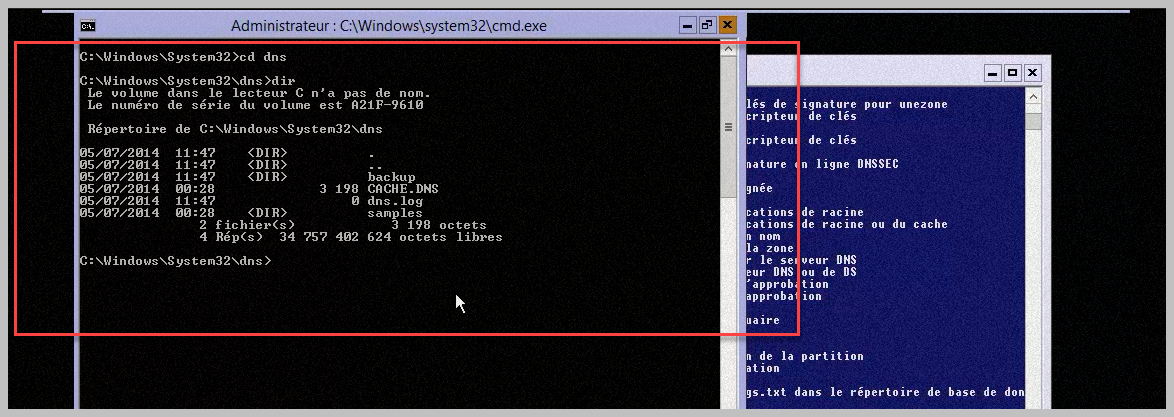 Administrateur : C:\Windows\system32\cmd.exe
C:\Windows\System32>cd dns
C:\Windows\System32\dns>dir
Le volume dans le lecteur C n'a pas de nom.
Le numéro de série du volume est A21F-9610
Répertoire de C:\Windows\System32\dns
05/07/2014 11:47 <DIR> .
05/07/2014 11:47 <DIR> ..
05/07/2014 11:47 <DIR> backup
05/07/2014 00:28 3 198 CACHE.DNS
05/07/2014 11:47 0 dns.log
05/07/2014 00:28 <DIR> samples
2 fichier(s) 3 198 octets
4 Rép(s) 34 757 402 624 octets libres
C:\Windows\System32\dns>
lés de signature pour unezone
cripteur de clés
cripteur de clés
nature en ligne DNSSEC
gnée
cations de racine
cations de racine ou du cache
n nom
la zone
r le serveur DNS
eur DNS ou de DS
'approbation
approbation
uaire
n de la partition
ation
gs.txt dans le répertoire de base de don